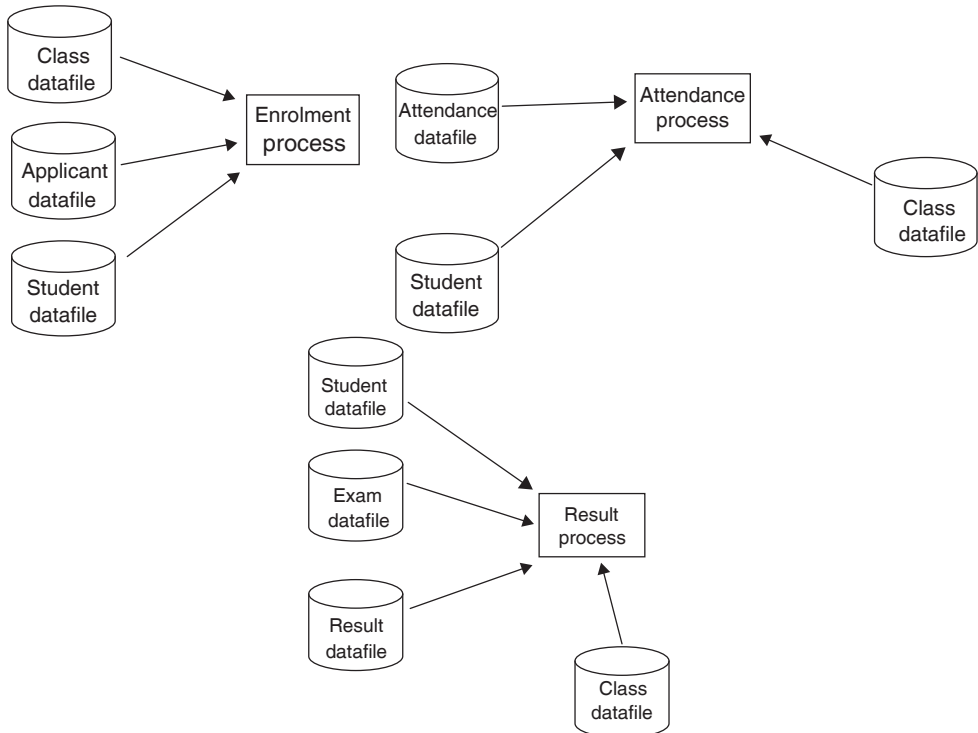 Class
datafile
Applicant
datafile
Student
datafile
Enrolment
process
Attendance
datafile
Student
datafile
Attendance
process
Class
datafile
Student
datafile
Exam
datafile
Result
datafile
Result
process
Class
datafile